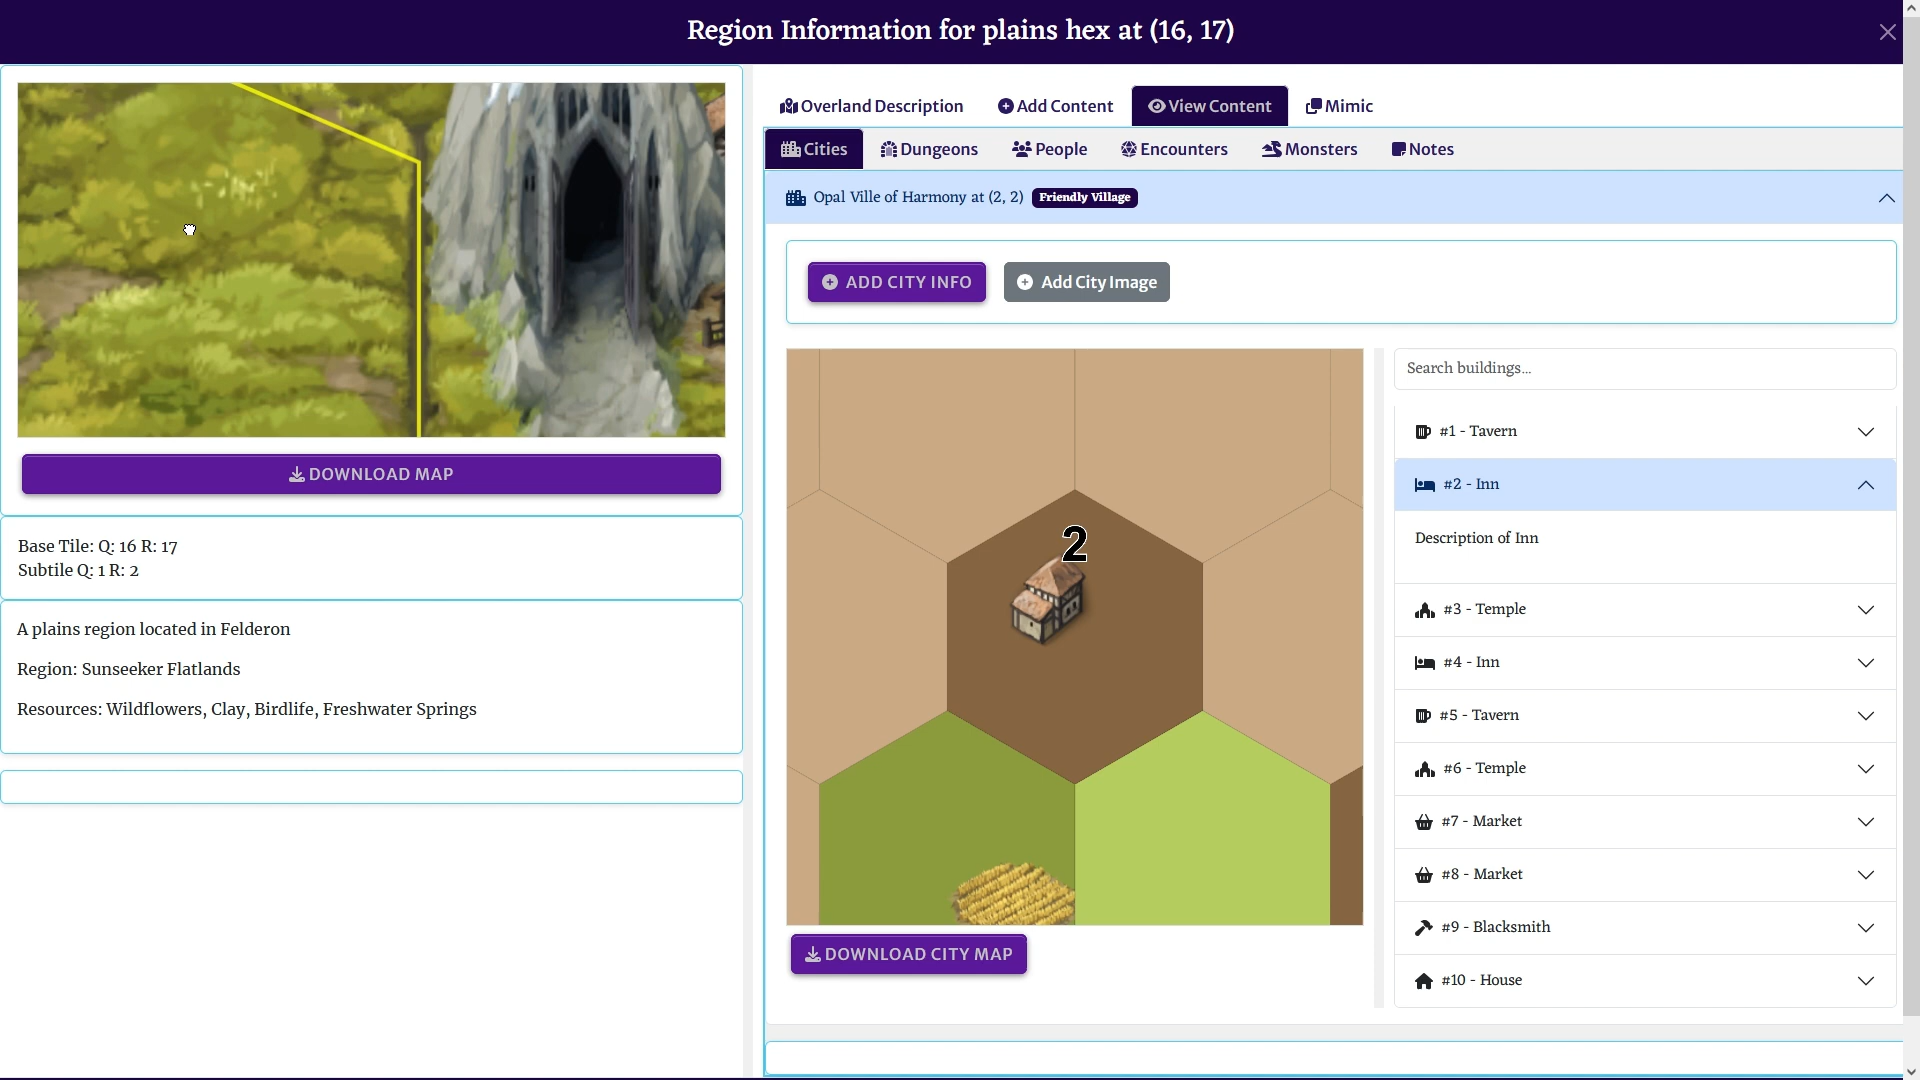 Region Information for plains hex at (16, 17)
DOWNLOAD MAP
Base Tile: Q: 16 R: 17
Subtile Q: 1 R: 2
A plains region located in Felderon
Region: Sunseeker Flatlands
Resources: Wildflowers, Clay, Birdlife, Freshwater Springs
Overland Description Add Content View Content Mimic
Cities Dungeons People Encounters Monsters Notes
Opal Ville of Harmony at (2, 2) Friendly Village
ADD CITY INFO Add City Image
2
DOWNLOAD CITY MAP
Search buildings...
#1 - Tavern
#2 - Inn
Description of Inn
#3 - Temple
#4 - Inn
#5 - Tavern
#6 - Temple
#7 - Market
#8 - Market
#9 - Blacksmith
#10 - House